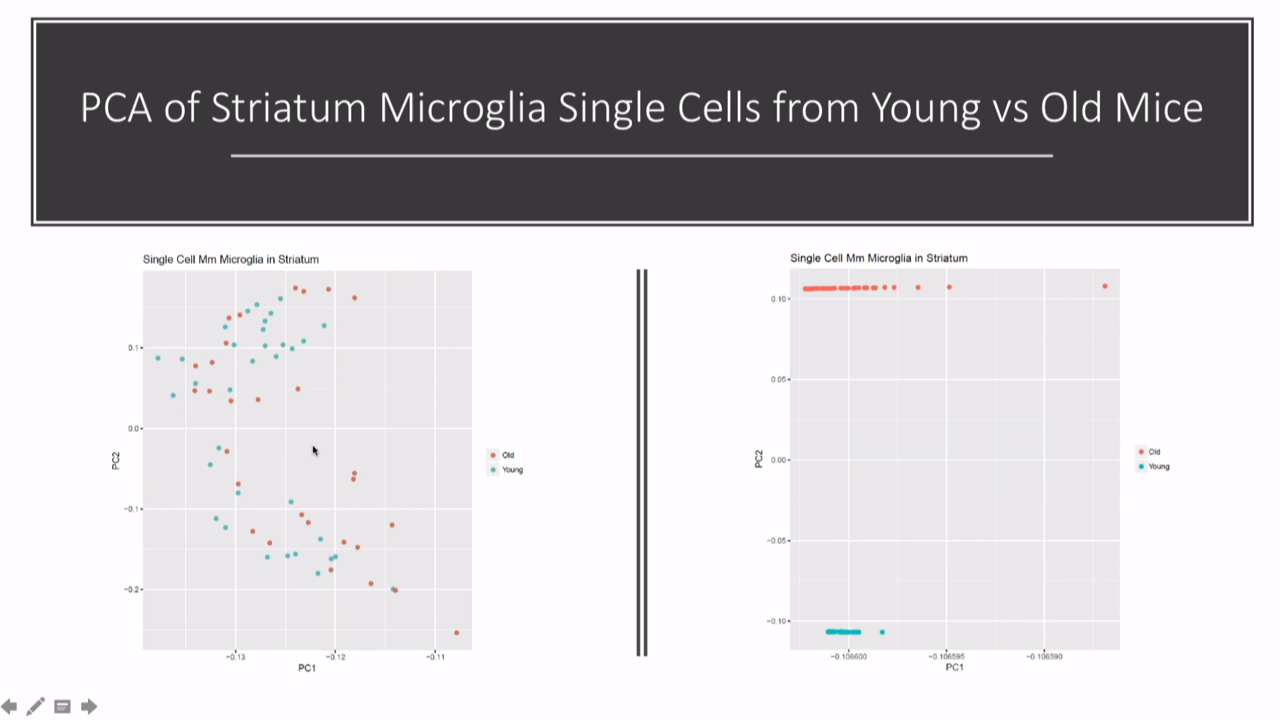 PCA of Striatum Microglia Single Cells from Young vs Old Mice
Single Cell Mm Microglia in Striatum
0.1
0.0
−0.1
−0.2
PC2
−0.13
−0.12
−0.11
PC1
Old
Young
Single Cell Mm Microglia in Striatum
0.10
0.05
0.00
−0.05
−0.10
PC2
−0.106600
−0.106595
−0.106590
PC1
Old
Young